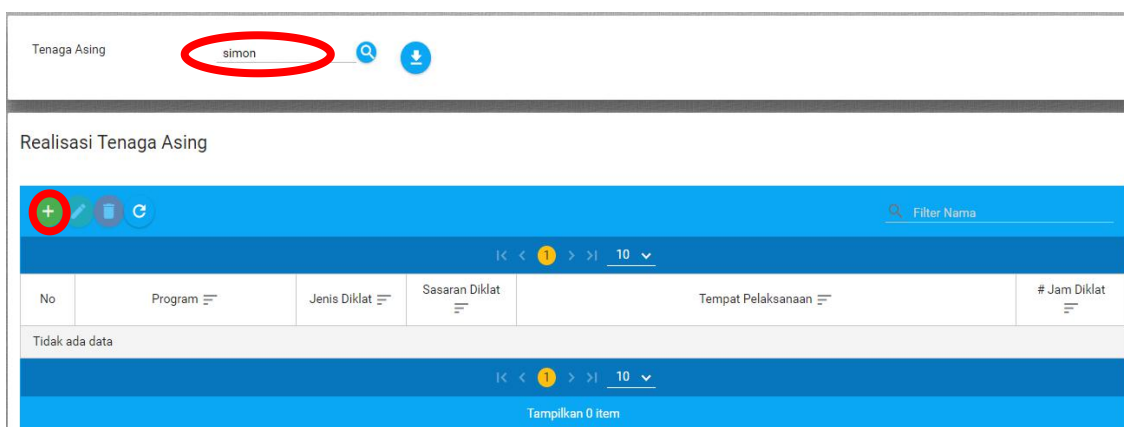 Tenaga Asing
simon
Realisasi Tenaga Asing
Filter Nama
1 10
No Program Jenis Diklat Sasaran Diklat Tempat Pelaksanaan # Jam Diklat
Tidak ada data
1 10
Tampilkan 0 item